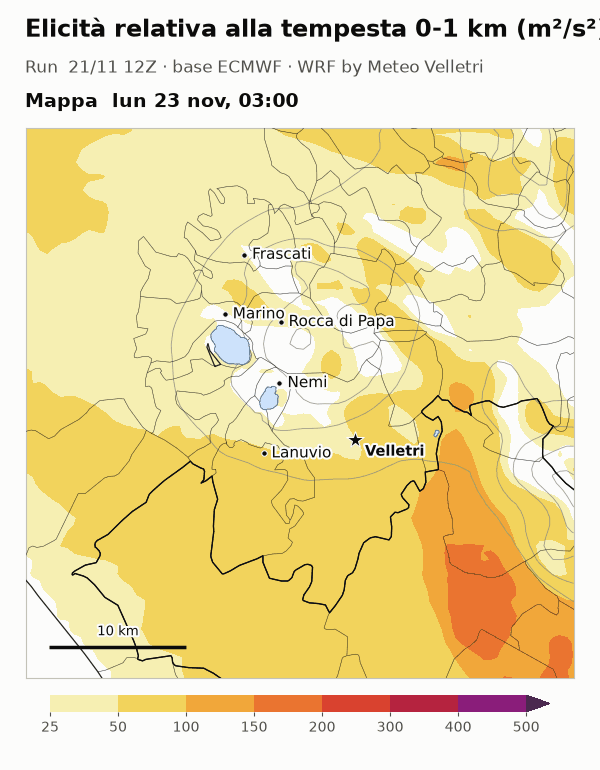 Elicità relativa alla tempesta 0-1 km (m²/s²)
Run 21/11 12Z · base ECMWF · WRF by Meteo Velletri
Mappa lun 23 nov, 03:00
Frascati
Marino
Rocca di Papa
Nemi
Velletri
Lanuvio
10 km
25 50 100 150 200 300 400 500